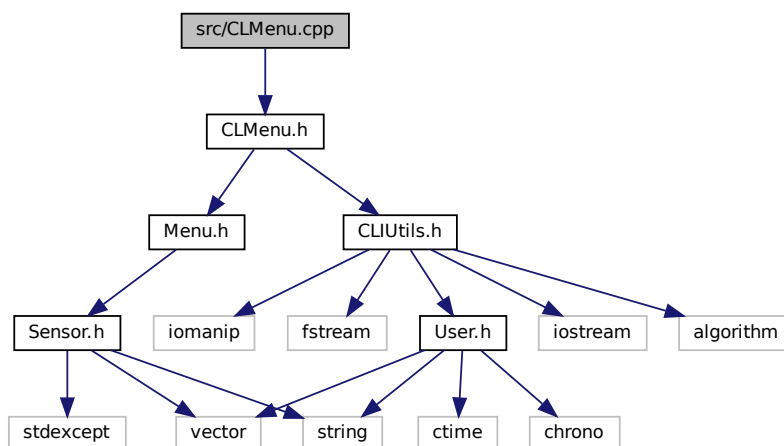 src/CLMenu.cpp
CLMenu.h
Menu.h
CLIUtils.h
Sensor.h
iomanip
fstream
User.h
iostream
algorithm
stdexcept
vector
string
ctime
chrono